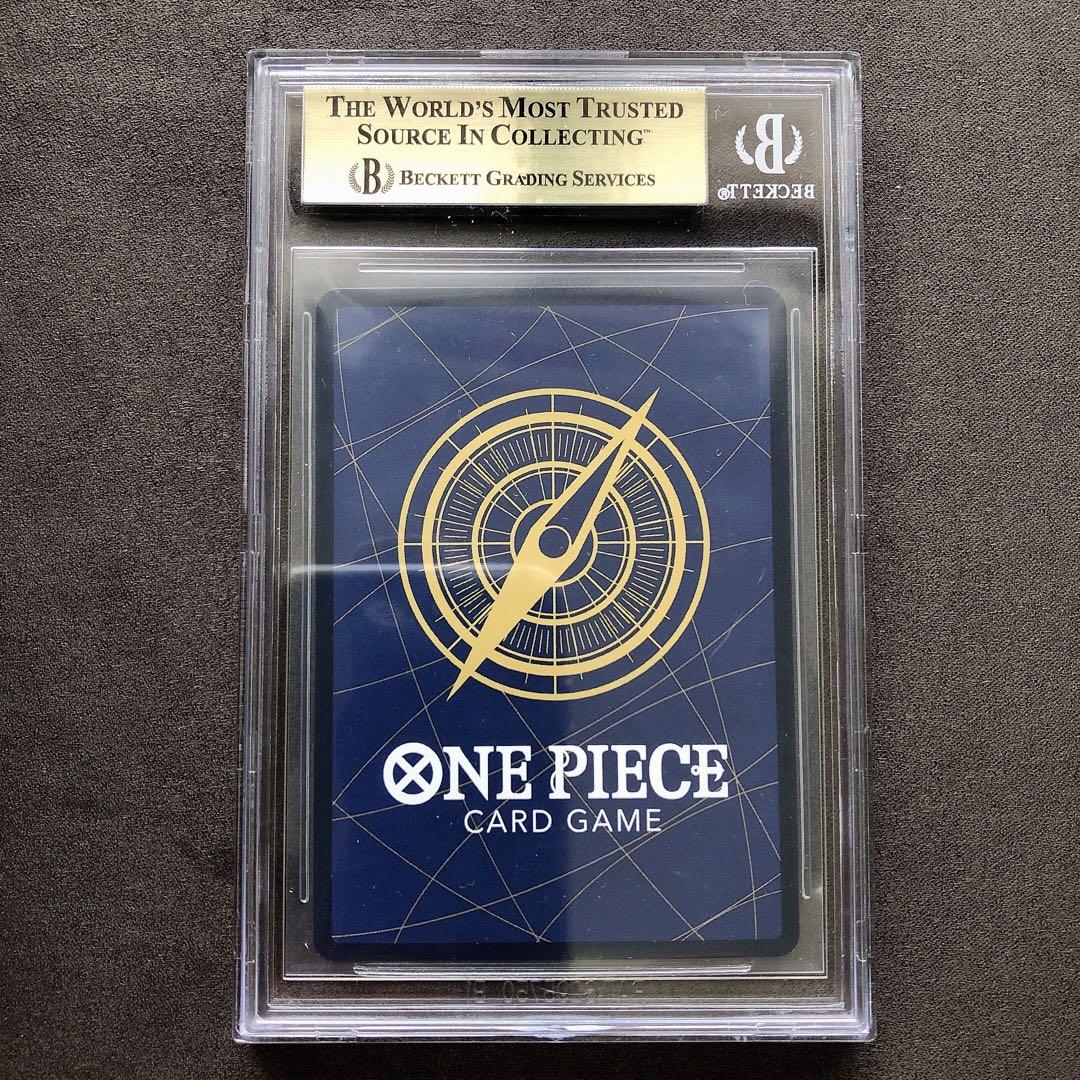 THE WORLD'S MOST TRUSTED
SOURCE IN COLLECTING™
B BECKETT GRADING SERVICES
B
BECKETT®
ONE PIECE
CARD GAME